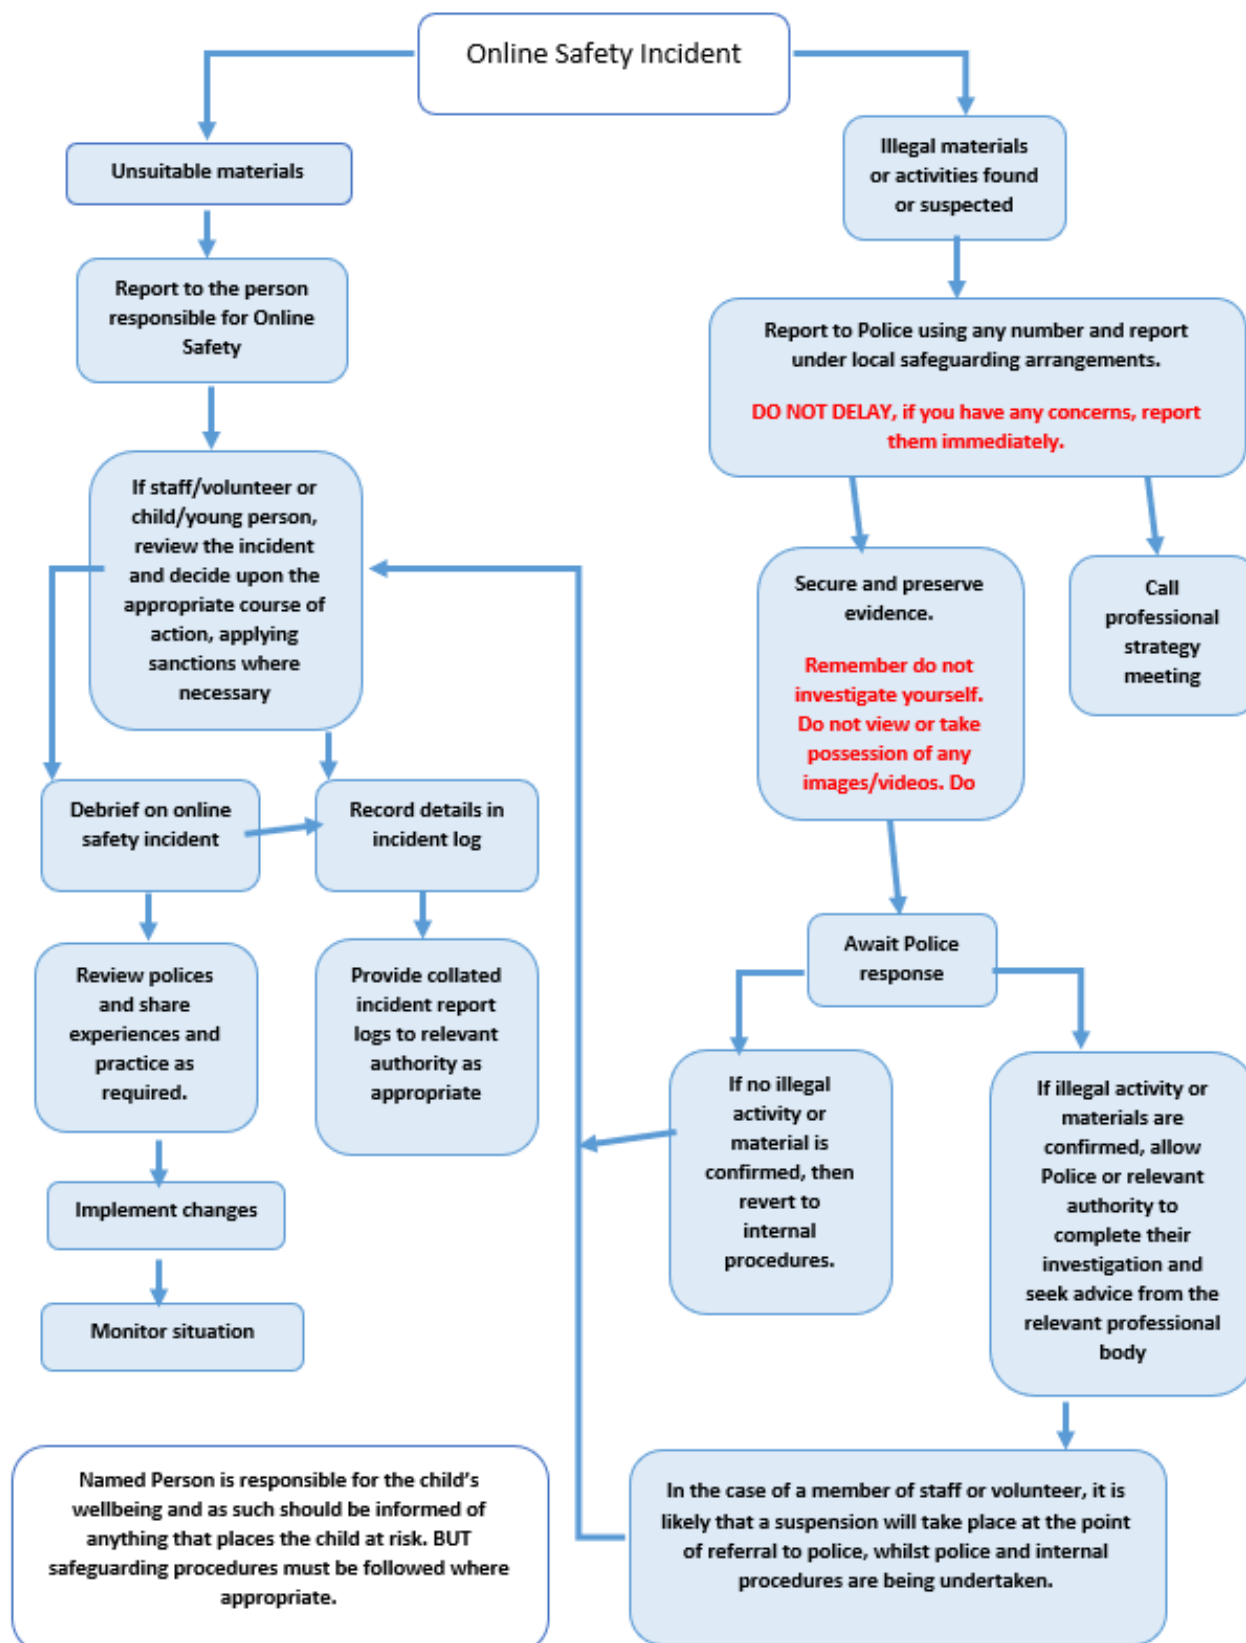 Online Safety Incident
Unsuitable materials
Report to the person
responsible for Online
Safety
If staff/volunteer or
child/young person,
review the incident
and decide upon the
appropriate course of
action, applying
sanctions where
necessary
Debrief on online
safety incident
Record details in
incident log
Review polices
and share
experiences and
practice as
required.
Provide collated
incident report
logs to relevant
authority as
appropriate
Implement changes
Monitor situation
Named Person is responsible for the child's
wellbeing and as such should be informed of
anything that places the child at risk. BUT
safeguarding procedures must be followed where
appropriate.
Illegal materials
or activities found
or suspected
Report to Police using any number and report
under local safeguarding arrangements.
DO NOT DELAY, if you have any concerns, report
them immediately.
Secure and preserve
evidence.
Remember do not
investigate yourself.
Do not view or take
possession of any
images/videos. Do
Call
professional
strategy
meeting
Await Police
response
If no illegal
activity or
material is
confirmed, then
revert to
internal
procedures.
If illegal activity or
materials are
confirmed, allow
Police or relevant
authority to
complete their
investigation and
seek advice from the
relevant professional
body
In the case of a member of staff or volunteer, it is
likely that a suspension will take place at the point
of referral to police, whilst police and internal
procedures are being undertaken.